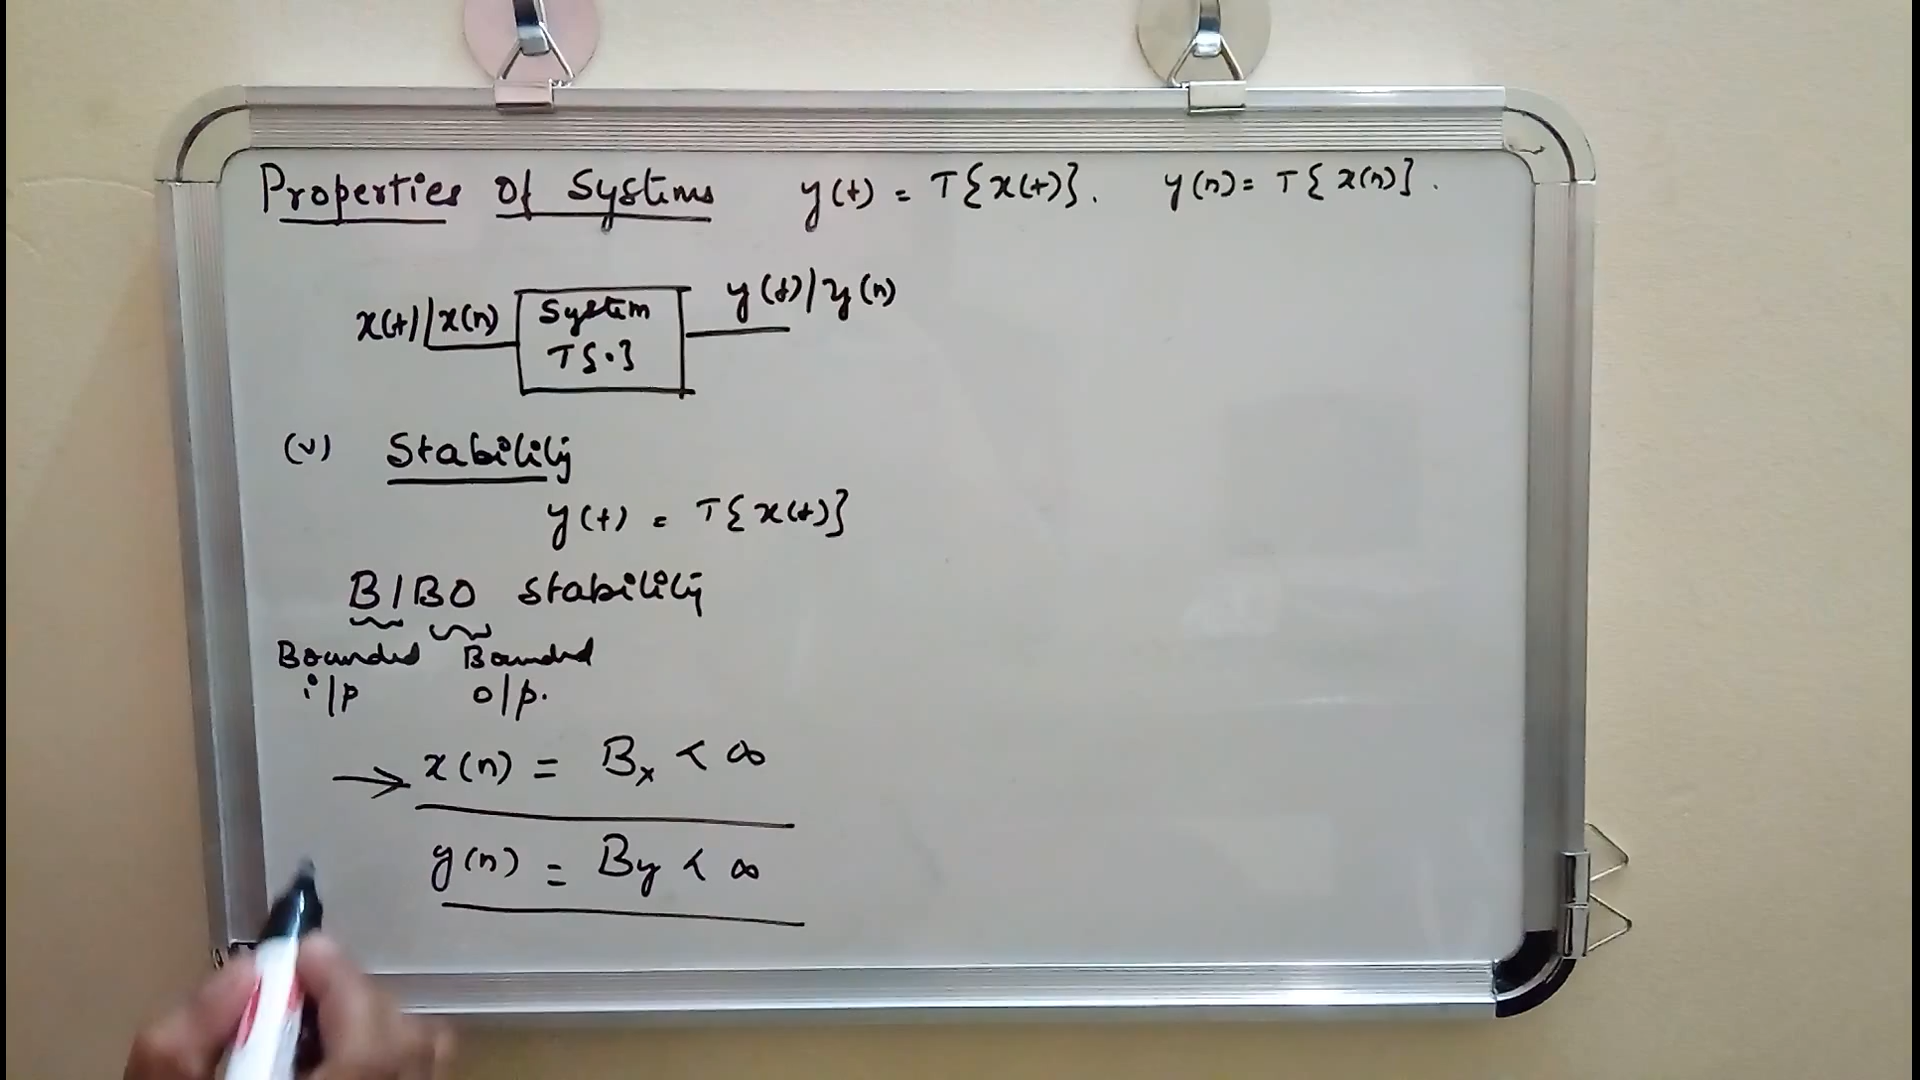 Properties Of Systems y(t) = T{x(t)}. y(n) = T{x(n)}.
x(t)/x(n) System T{.} y(t)/y(n)
(v) Stability
y(t) = T{x(t)}
BIBO stability
Bounded i/p Bounded o/p.
→ x(n) = Bx < ∞
y(n) = By < ∞